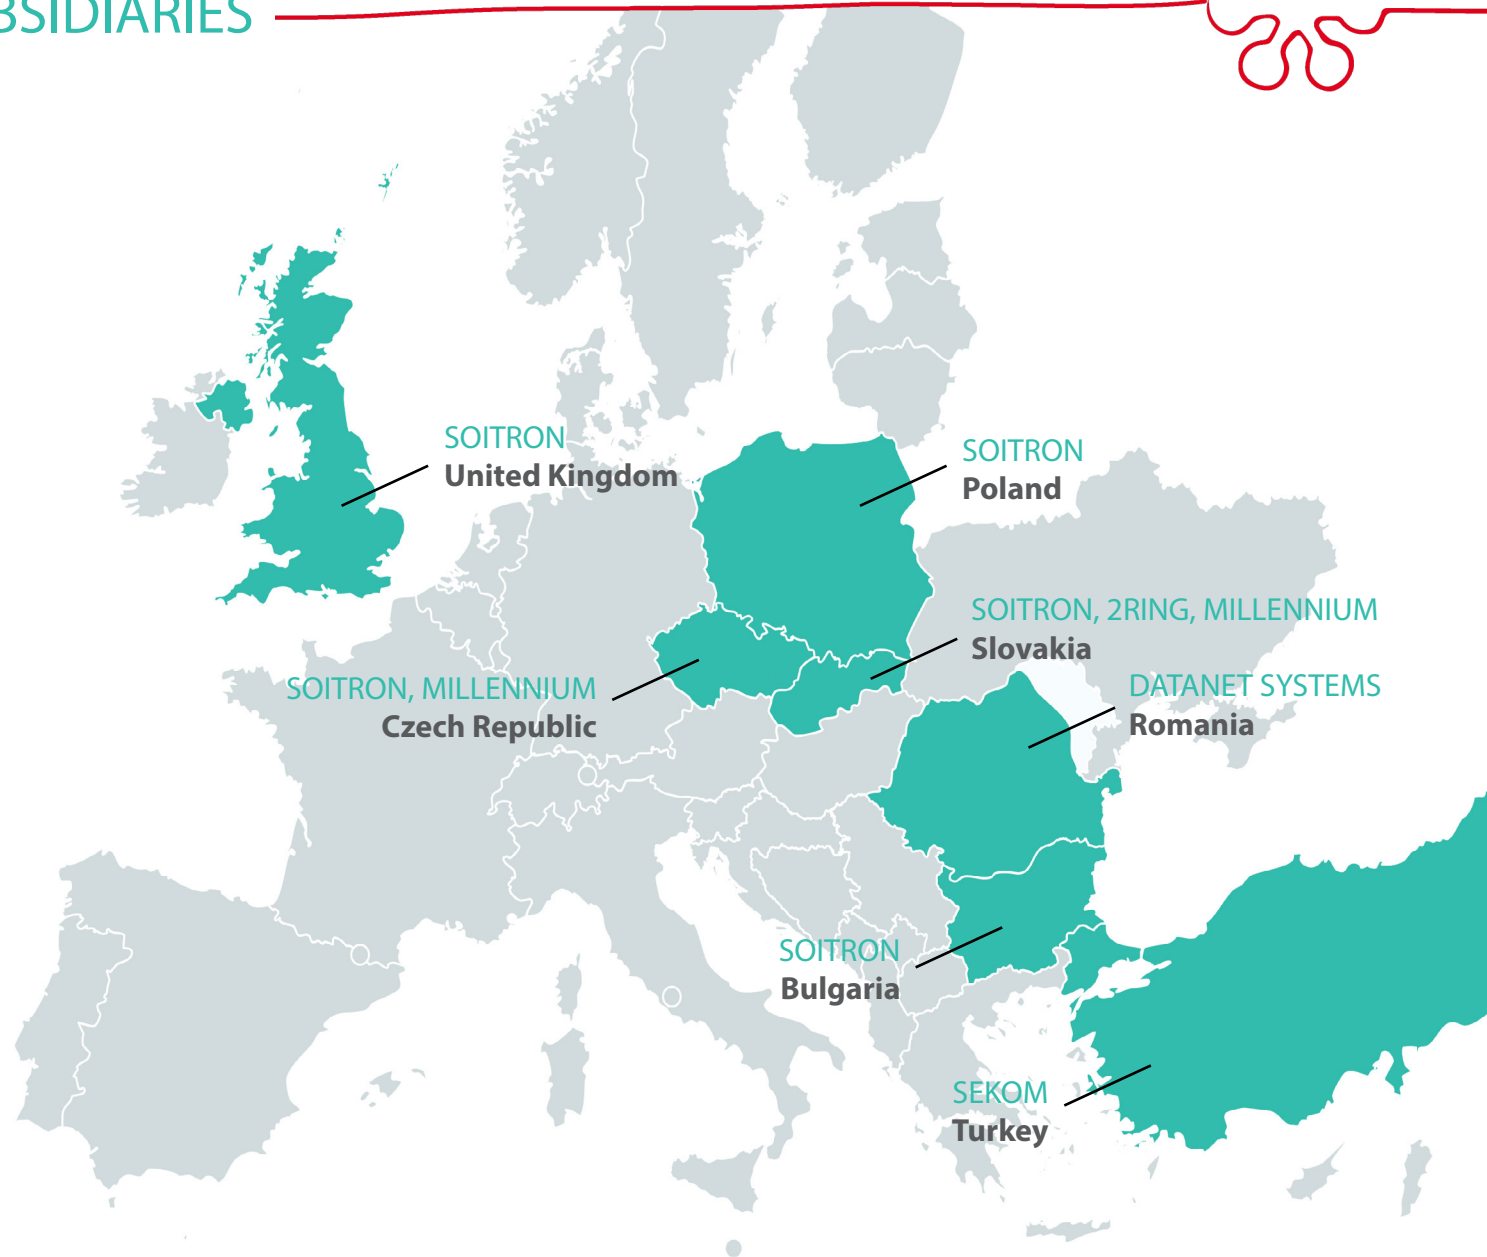 BSIDIARIES
SOITRON
United Kingdom
SOITRON
Poland
SOITRON, 2RING, MILLENNIUM
Slovakia
SOITRON, MILLENNIUM
Czech Republic
DATANET SYSTEMS
Romania
SOITRON
Bulgaria
SEKOM
Turkey